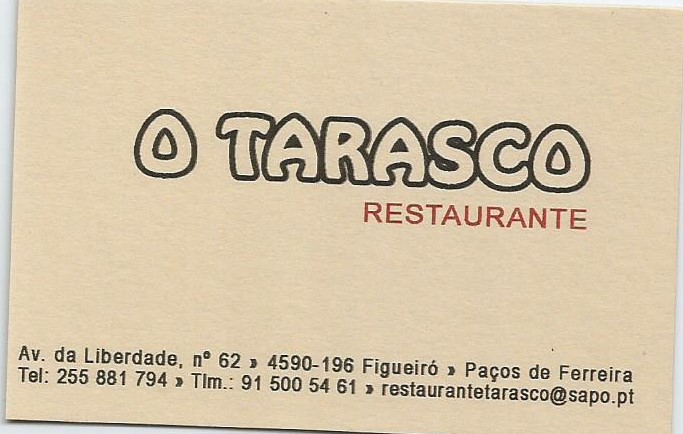 O TARASCO
RESTAURANTE
Av. da Liberdade, nº 62 » 4590-196 Figueiró » Paços de Ferreira
Tel: 255 881 794 » Tlm.: 91 500 54 61 » restaurantetarasco@sapo.pt